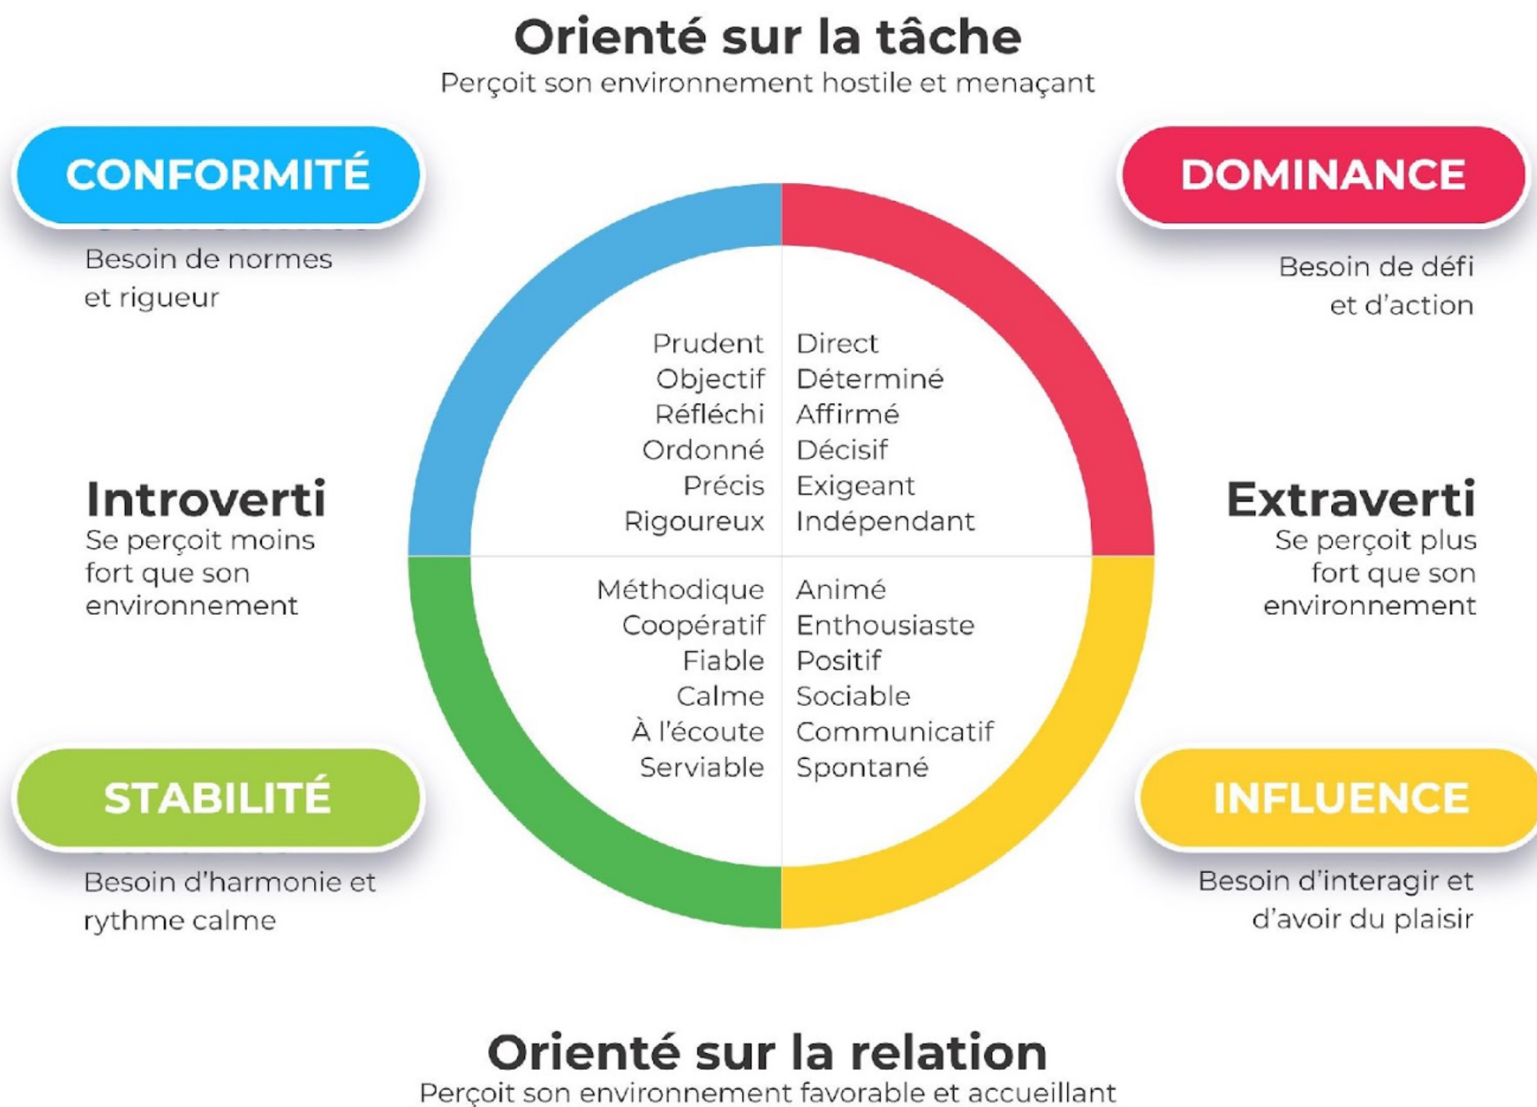 Orienté sur la tâche
Perçoit son environnement hostile et menaçant
CONFORMITÉ
Besoin de normes
et rigueur
DOMINANCE
Besoin de défi
et d'action
Prudent
Objectif
Réfléchi
Ordonné
Précis
Rigoureux
Direct
Déterminé
Affirmé
Décisif
Exigeant
Indépendant
Introverti
Se perçoit moins
fort que son
environnement
Extraverti
Se perçoit plus
fort que son
environnement
Méthodique
Coopératif
Fiable
Calme
À l'écoute
Serviable
Animé
Enthousiaste
Positif
Sociable
Communicatif
Spontané
STABILITÉ
Besoin d'harmonie et
rythme calme
INFLUENCE
Besoin d'interagir et
d'avoir du plaisir
Orienté sur la relation
Perçoit son environnement favorable et accueillant